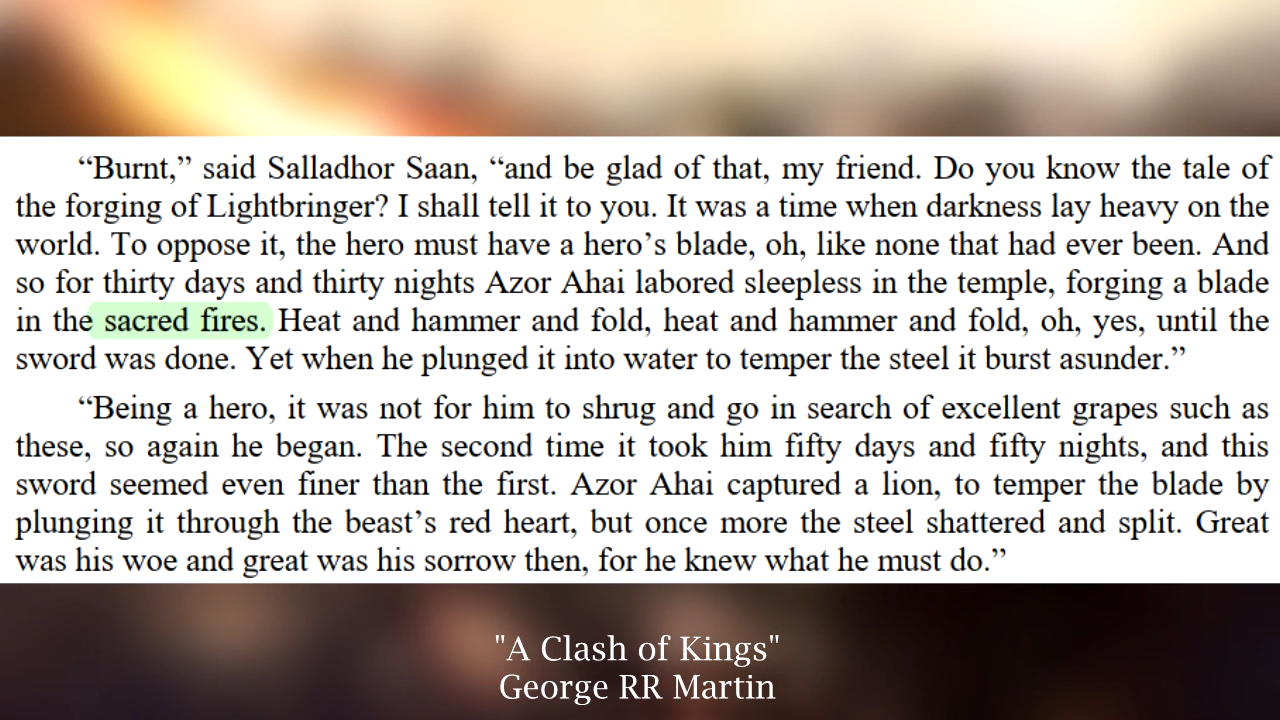 “Burnt,” said Salladhor Saan, “and be glad of that, my friend. Do you know the tale of
the forging of Lightbringer? I shall tell it to you. It was a time when darkness lay heavy on the
world. To oppose it, the hero must have a hero’s blade, oh, like none that had ever been. And
so for thirty days and thirty nights Azor Ahai labored sleepless in the temple, forging a blade
in the sacred fires. Heat and hammer and fold, heat and hammer and fold, oh, yes, until the
sword was done. Yet when he plunged it into water to temper the steel it burst asunder.”
“Being a hero, it was not for him to shrug and go in search of excellent grapes such as
these, so again he began. The second time it took him fifty days and fifty nights, and this
sword seemed even finer than the first. Azor Ahai captured a lion, to temper the blade by
plunging it through the beast’s red heart, but once more the steel shattered and split. Great
was his woe and great was his sorrow then, for he knew what he must do.”
"A Clash of Kings"
George RR Martin